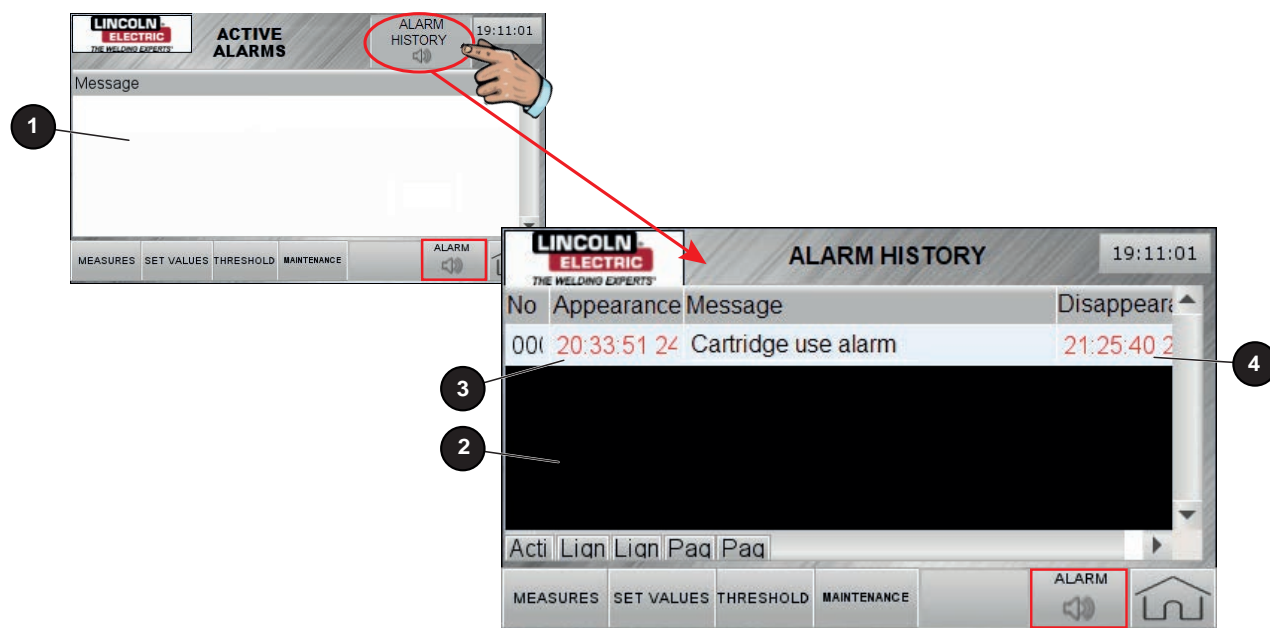 LINCOLN
ELECTRIC
THE WELDING EXPERTS®
ACTIVE
ALARMS
ALARM
HISTORY
19:11:01
Message
1
MEASURES SET VALUES THRESHOLD MAINTENANCE
ALARM
LINCOLN
ELECTRIC
THE WELDING EXPERTS®
ALARM HISTORY
19:11:01
No Appearance Message Disappeara
00( 20:33:51 24 Cartridge use alarm 21:25:40 2
3
4
2
Acti Lign Lign Pag Pag
MEASURES SET VALUES THRESHOLD MAINTENANCE
ALARM